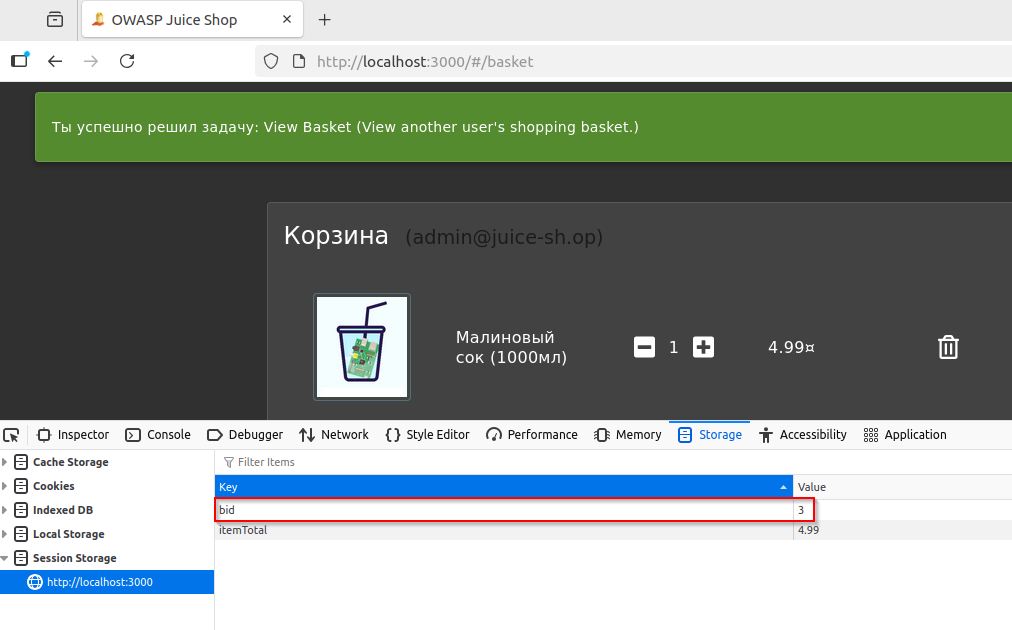 OWASP Juice Shop
http://localhost:3000/#/basket
Ты успешно решил задачу: View Basket (View another user's shopping basket.)
Корзина (admin@juice-sh.op)
Малиновый
сок (1000мл)
1
4.99¤
Inspector Console Debugger Network Style Editor Performance Memory Storage Accessibility Application
Cache Storage
Cookies
Indexed DB
Local Storage
Session Storage
http://localhost:3000
Filter Items
Key Value
bid 3
itemTotal 4.99